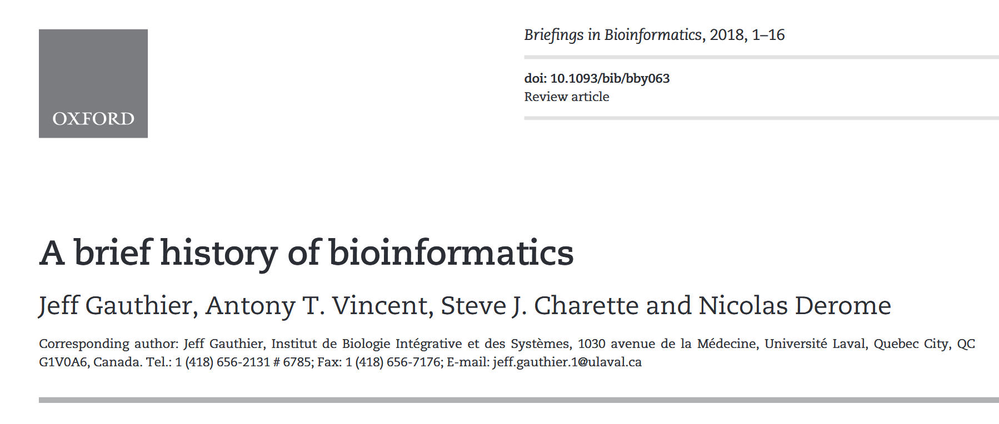 OXFORD
Briefings in Bioinformatics, 2018, 1–16
doi: 10.1093/bib/bby063
Review article
A brief history of bioinformatics
Jeff Gauthier, Antony T. Vincent, Steve J. Charette and Nicolas Derome
Corresponding author: Jeff Gauthier, Institut de Biologie Intégrative et des Systèmes, 1030 avenue de la Médecine, Université Laval, Quebec City, QC
G1V0A6, Canada. Tel.: 1 (418) 656-2131 # 6785; Fax: 1 (418) 656-7176; E-mail: jeff.gauthier.1@ulaval.ca